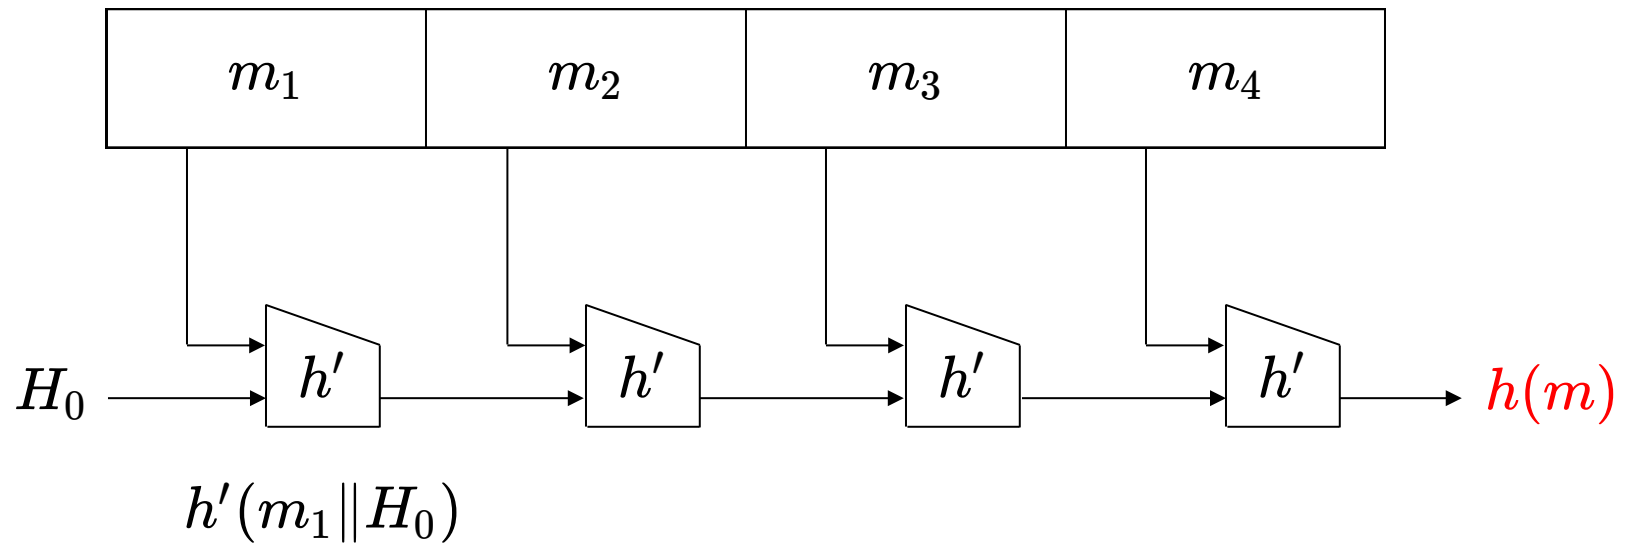 m₁ m₂ m₃ m₄
H₀ h′ h′ h′ h′ h(m)
h′(m₁∥H₀)